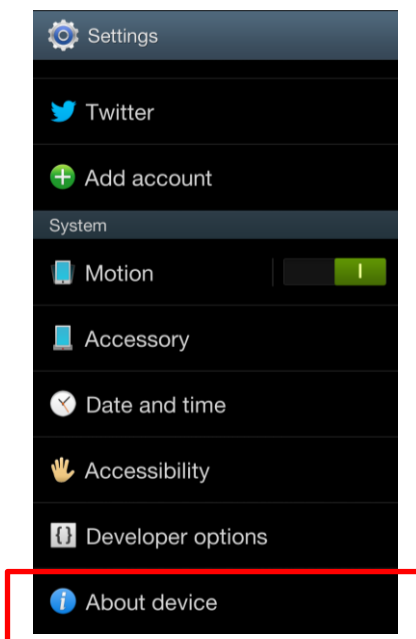 Settings
Twitter
Add account
System
Motion
Accessory
Date and time
Accessibility
Developer options
About device